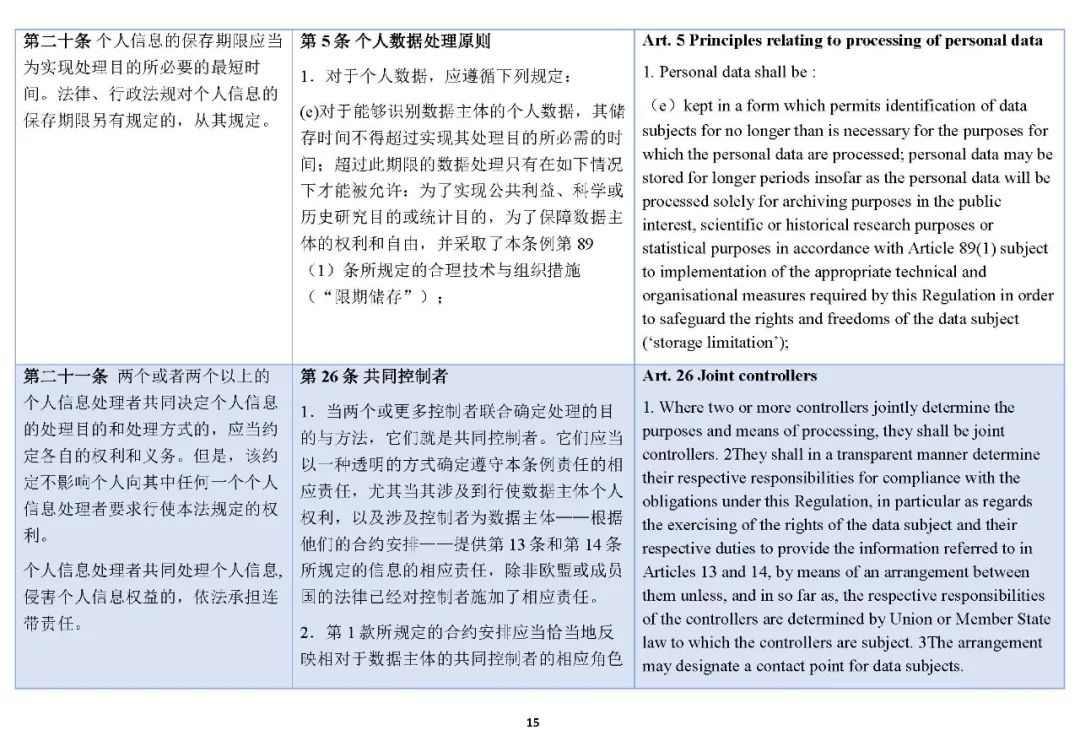 第二十条 个人信息的保存期限应当
为实现处理目的所必要的最短时
间。法律、行政法规对个人信息的
保存期限另有规定的，从其规定。
第 5 条 个人数据处理原则
1．对于个人数据，应遵循下列规定：
(e)对于能够识别数据主体的个人数据，其储
存时间不得超过实现其处理目的所必需的时
间；超过此期限的数据处理只有在如下情况
下才能被允许：为了实现公共利益、科学或
历史研究目的或统计目的，为了保障数据主
体的权利和自由，并采取了本条例第 89
（1）条所规定的合理技术与组织措施
（“限期储存”）；
Art. 5 Principles relating to processing of personal data
1. Personal data shall be :
（e）kept in a form which permits identification of data
subjects for no longer than is necessary for the purposes for
which the personal data are processed; personal data may be
stored for longer periods insofar as the personal data will be
processed solely for archiving purposes in the public
interest, scientific or historical research purposes or
statistical purposes in accordance with Article 89(1) subject
to implementation of the appropriate technical and
organisational measures required by this Regulation in order
to safeguard the rights and freedoms of the data subject
(‘storage limitation’);
第二十一条 两个或者两个以上的
个人信息处理者共同决定个人信息
的处理目的和处理方式的，应当约
定各自的权利和义务。但是，该约
定不影响个人向其中任何一个个人
信息处理者要求行使本法规定的权
利。
个人信息处理者共同处理个人信息，
侵害个人信息权益的，依法承担连
带责任。
第 26 条 共同控制者
1．当两个或更多控制者联合确定处理的目
的与方法，它们就是共同控制者。它们应当
以一种透明的方式确定遵守本条例责任的相
应责任，尤其当其涉及到行使数据主体个人
权利，以及涉及控制者为数据主体——根据
他们的合约安排——提供第 13 条和第 14 条
所规定的信息的相应责任，除非欧盟或成员
国的法律已经对控制者施加了相应责任。
2．第 1 款所规定的合约安排应当恰当地反
映相对于数据主体的共同控制者的相应角色
Art. 26 Joint controllers
1. Where two or more controllers jointly determine the
purposes and means of processing, they shall be joint
controllers. 2They shall in a transparent manner determine
their respective responsibilities for compliance with the
obligations under this Regulation, in particular as regards
the exercising of the rights of the data subject and their
respective duties to provide the information referred to in
Articles 13 and 14, by means of an arrangement between
them unless, and in so far as, the respective responsibilities
of the controllers are determined by Union or Member State
law to which the controllers are subject. 3The arrangement
may designate a contact point for data subjects.
15